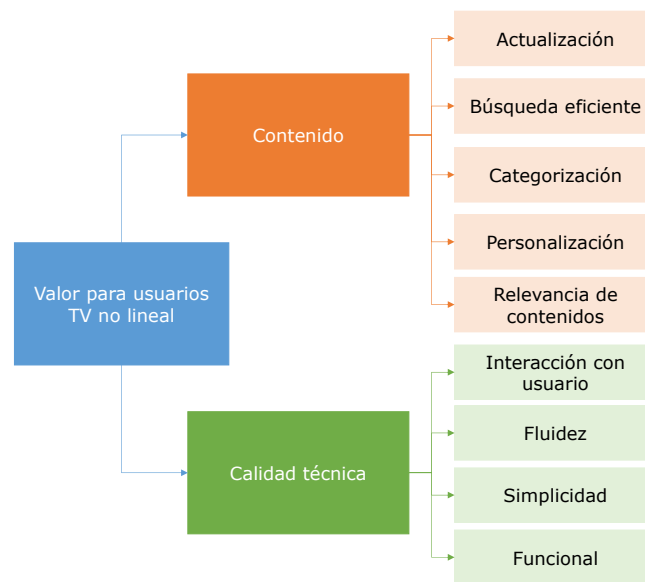 Actualización
Búsqueda eficiente
Contenido
Categorización
Personalización
Valor para usuarios
TV no lineal
Relevancia de
contenidos
Interacción con
usuario
Fluidez
Calidad técnica
Simplicidad
Funcional